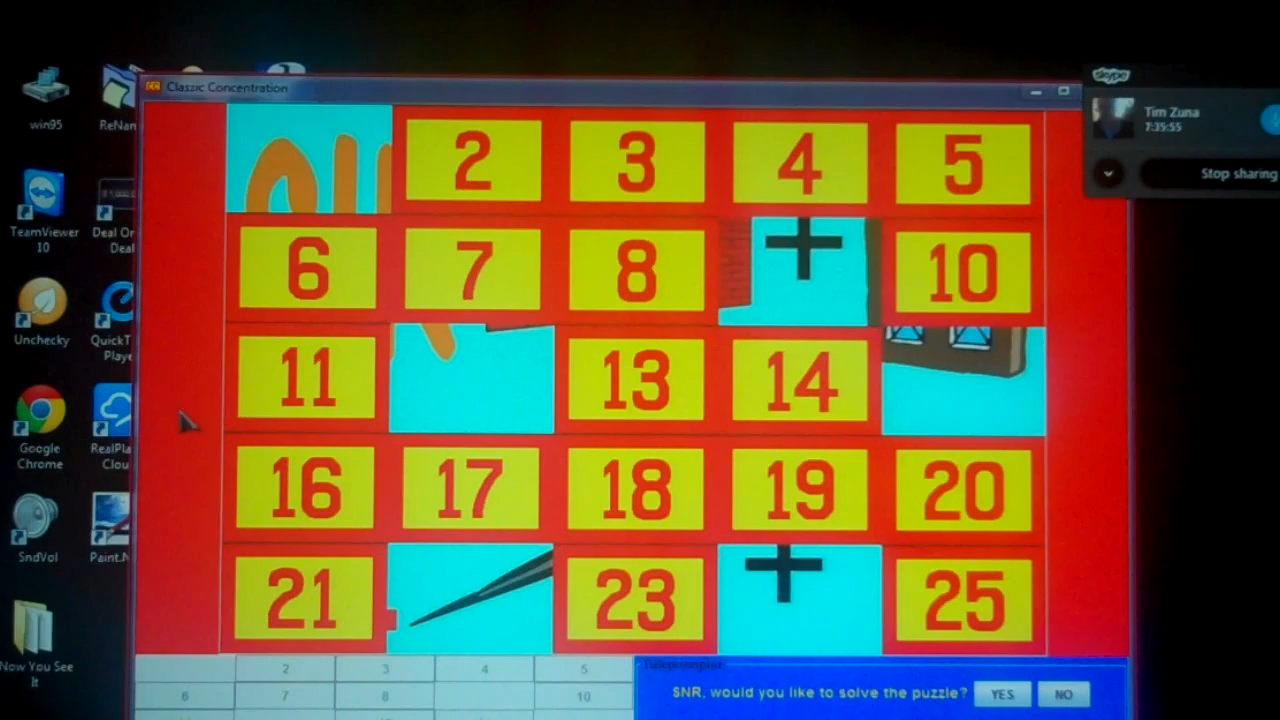 skype
Classic Concentration
Tim Zuna
7:35:55
Stop sharing
win95
ReNam
2
3
4
5
TeamViewer
10
Deal Or
Deal
6
7
8
10
Unchecky
QuickT
Playe
11
13
14
Google
Chrome
RealPla
Clou
16
17
18
19
20
SndVol
Paint.N
21
23
25
Now You See
It
2
3
4
5
SNR, would you like to solve the puzzle?
YES
NO
6
7
8
10